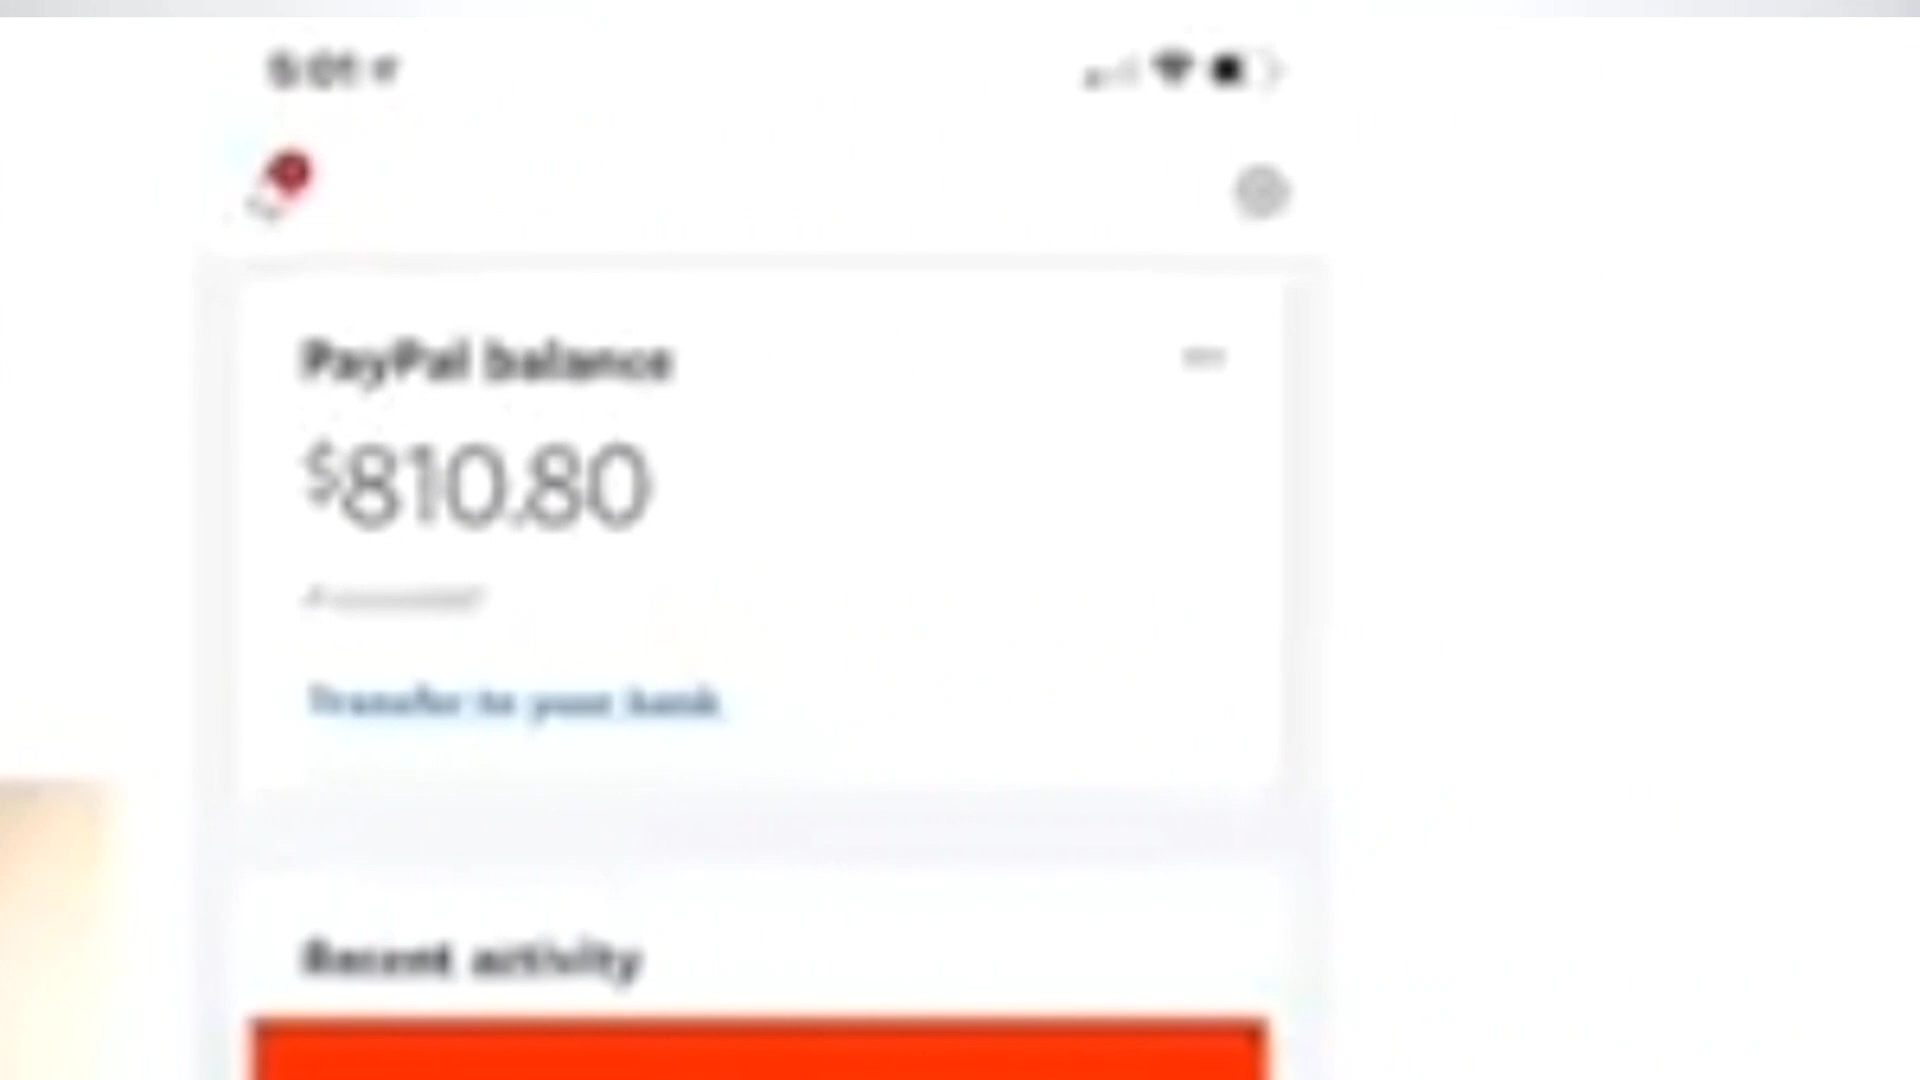 PayPal balance
$810.80
Transfer to your bank
Recent activity